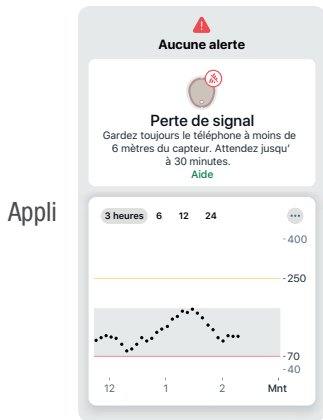 Aucune alerte
Perte de signal
Gardez toujours le téléphone à moins de
6 mètres du capteur. Attendez jusqu'
à 30 minutes.
Aide
Appli
3 heures 6 12 24
400
250
70
40
12 1 2 Mnt